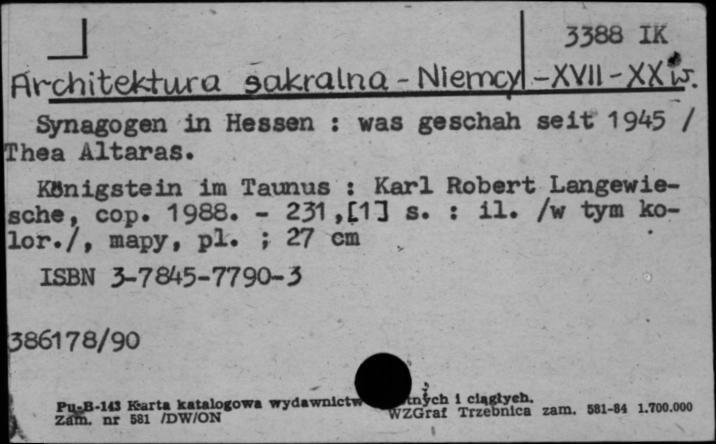 3388 IK
Architektura sakralna - Niemcy - XVII - XX w.
Synagogen in Hessen : was geschah seit 1945 /
Thea Altaras.
Königstein im Taunus : Karl Robert Langewie-
sche, cop. 1988. - 231,[1] s. : il. /w tym ko-
lor./, mapy, pl. ; 27 cm
ISBN 3-7845-7790-3
386178/90
Pu-B-143 Karta katalogowa wydawnictw i ciągłych.
Zam. nr 581 /DW/ON WZGraf Trzebnica zam. 581-84 1.700.000